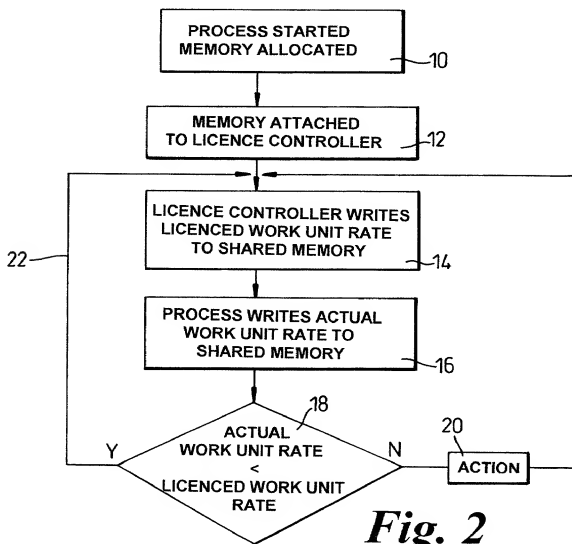 PROCESS STARTED
MEMORY ALLOCATED
10
MEMORY ATTACHED
TO LICENCE CONTROLLER
12
LICENCE CONTROLLER WRITES
LICENCED WORK UNIT RATE
TO SHARED MEMORY
14
22
PROCESS WRITES ACTUAL
WORK UNIT RATE TO
SHARED MEMORY
16
18
ACTUAL
WORK UNIT RATE
<
LICENCED WORK UNIT
RATE
Y
N
20
ACTION
Fig. 2